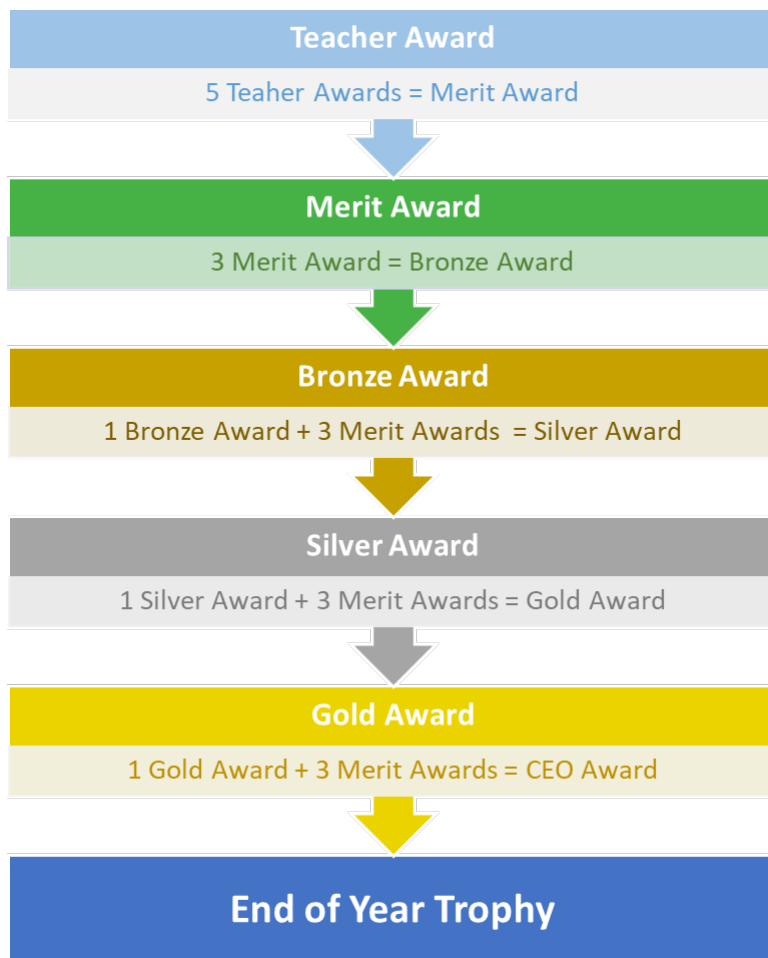 Teacher Award
5 Teaher Awards = Merit Award
Merit Award
3 Merit Award = Bronze Award
Bronze Award
1 Bronze Award + 3 Merit Awards = Silver Award
Silver Award
1 Silver Award + 3 Merit Awards = Gold Award
Gold Award
1 Gold Award + 3 Merit Awards = CEO Award
End of Year Trophy